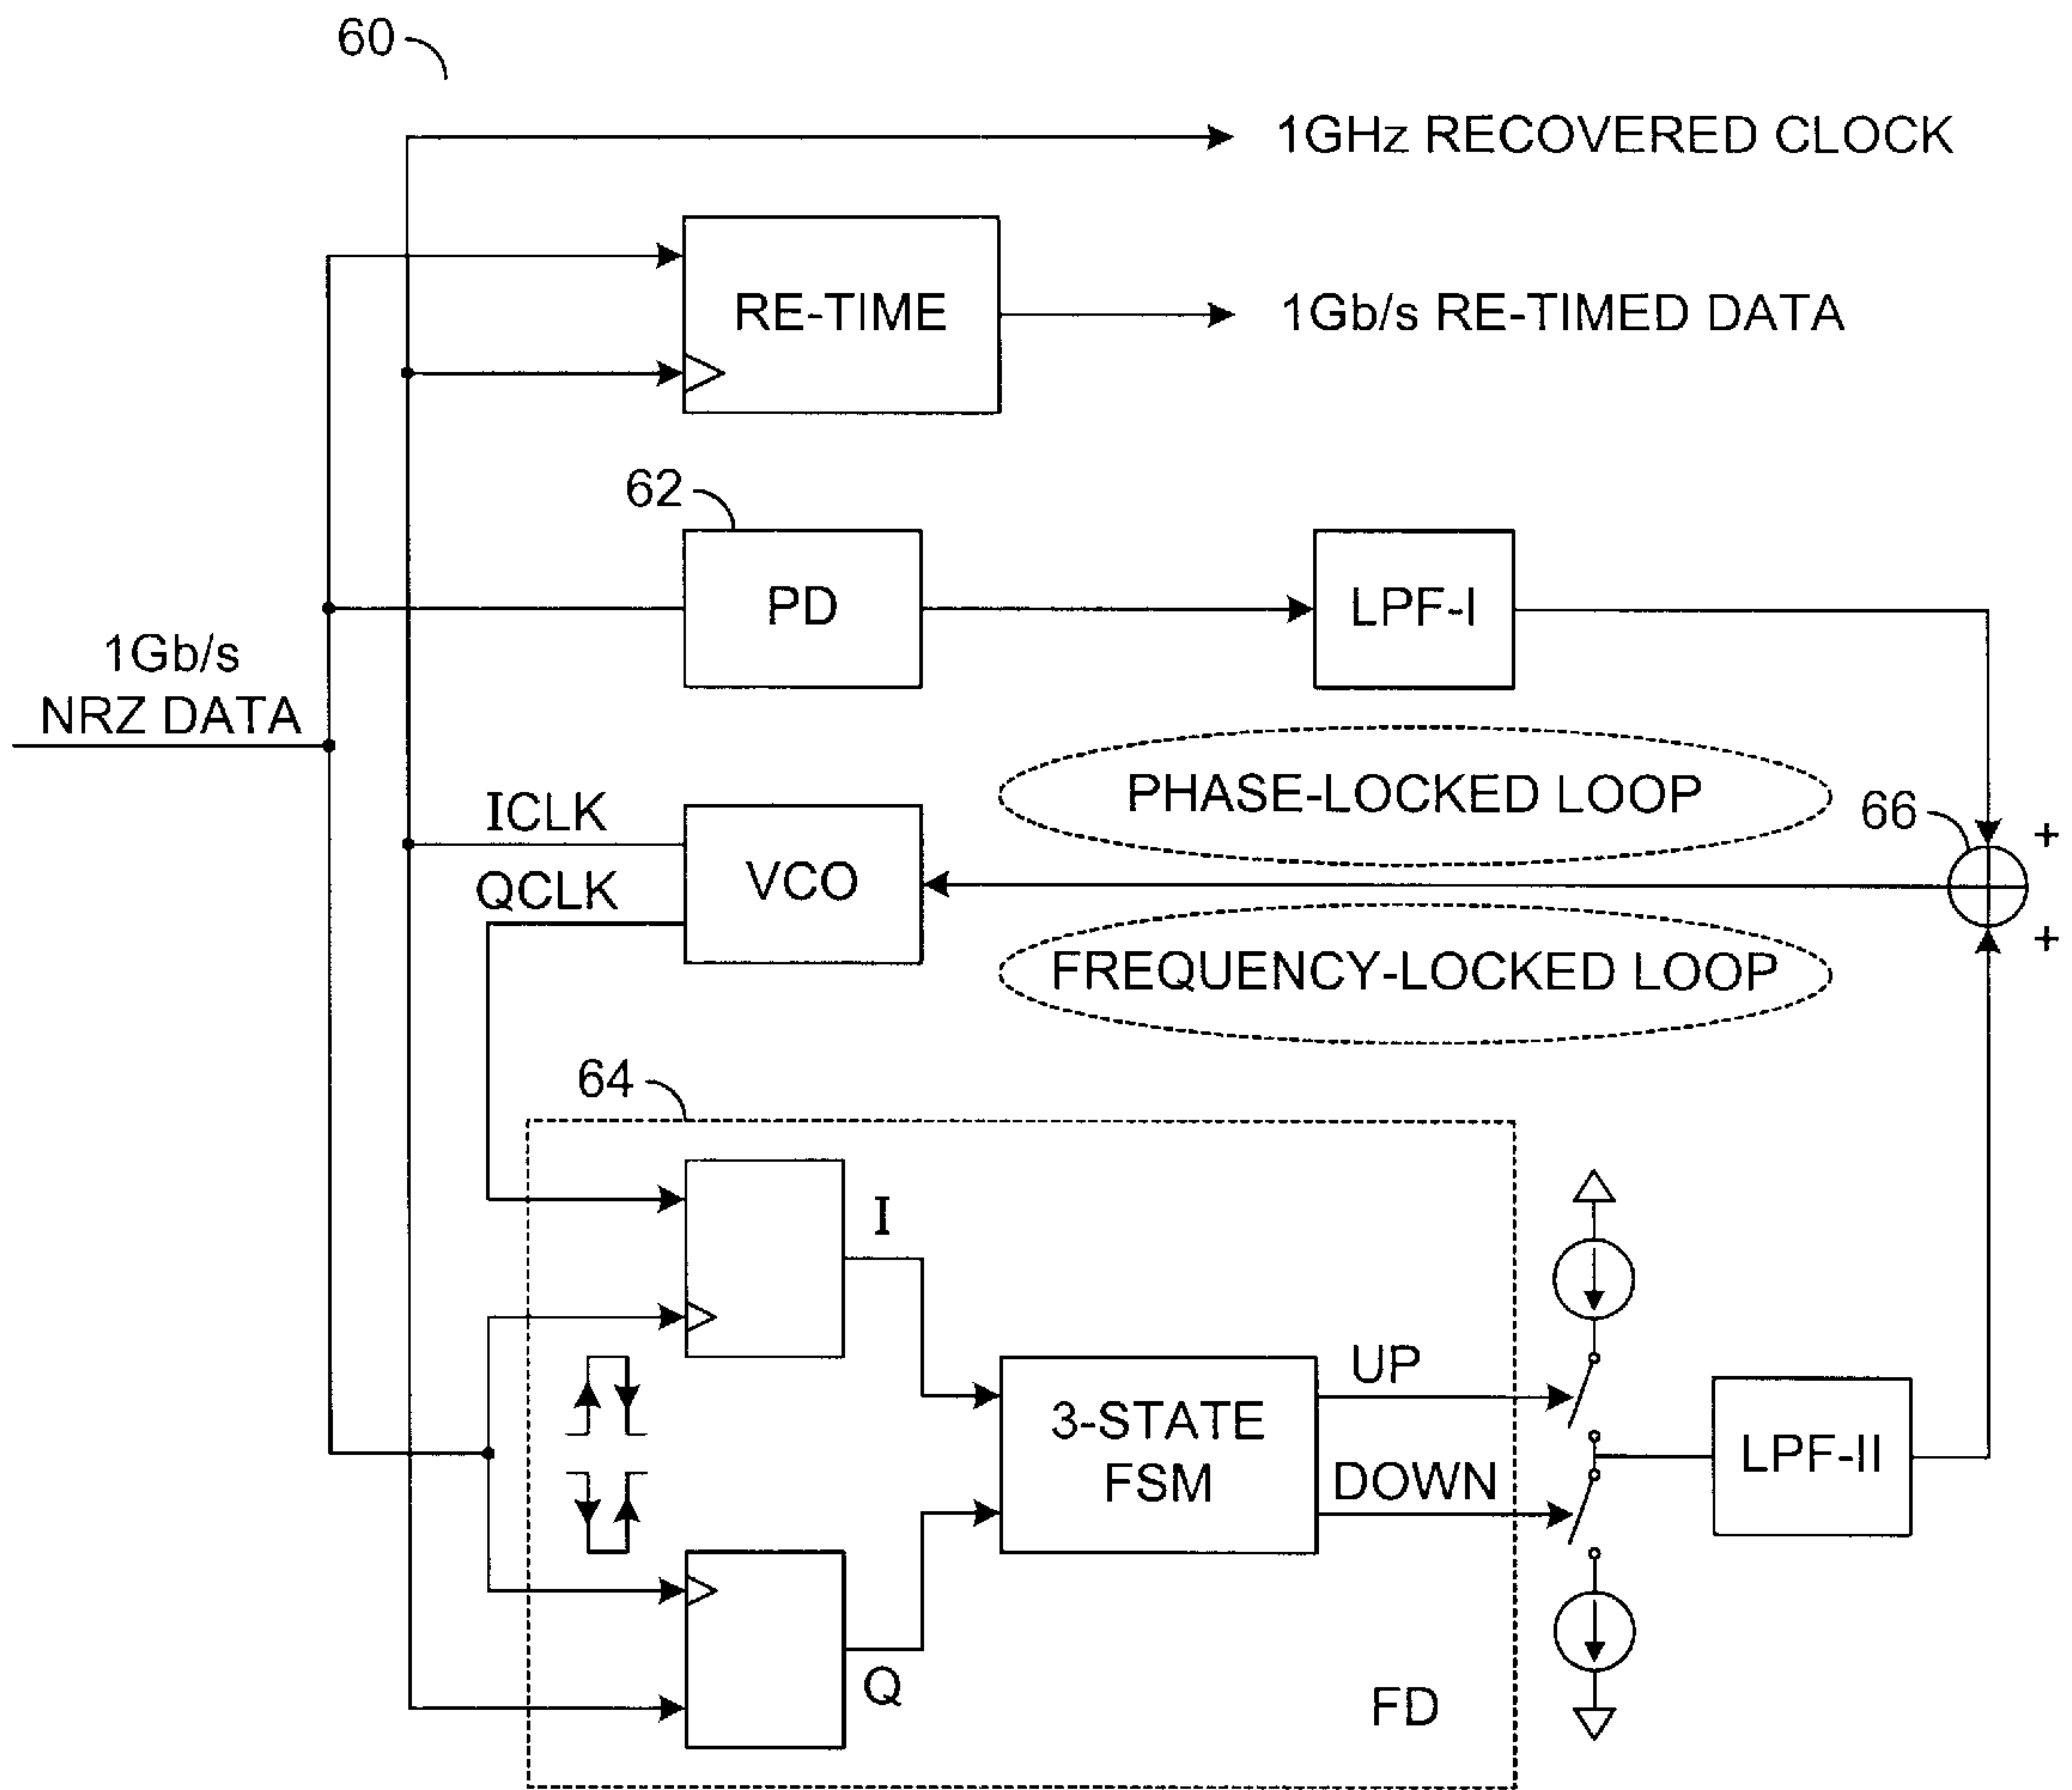 60
1GHz RECOVERED CLOCK
RE-TIME
1Gb/s RE-TIMED DATA
62
PD
LPF-I
1Gb/s
NRZ DATA
PHASE-LOCKED LOOP
66
+
ICLK
QCLK
VCO
+
FREQUENCY-LOCKED LOOP
64
I
UP
3-STATE
FSM
DOWN
LPF-II
Q
FD